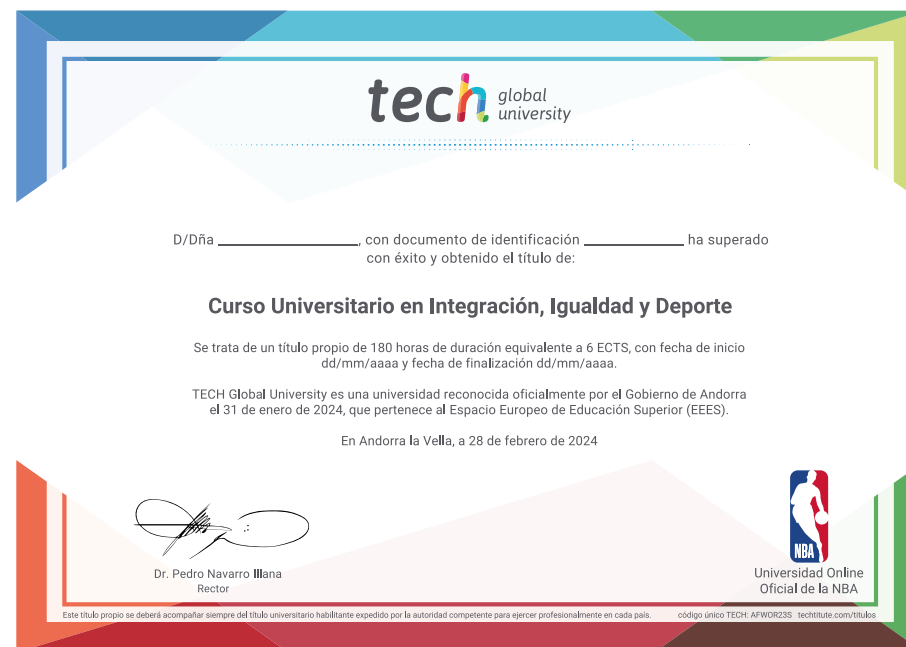 tech global university
D/Dña ____________________, con documento de identificación ______________ ha superado
con éxito y obtenido el título de:
Curso Universitario en Integración, Igualdad y Deporte
Se trata de un título propio de 180 horas de duración equivalente a 6 ECTS, con fecha de inicio
dd/mm/aaaa y fecha de finalización dd/mm/aaaa.
TECH Global University es una universidad reconocida oficialmente por el Gobierno de Andorra
el 31 de enero de 2024, que pertenece al Espacio Europeo de Educación Superior (EEES).
En Andorra la Vella, a 28 de febrero de 2024
Dr. Pedro Navarro Illana
Rector
NBA
Universidad Online
Oficial de la NBA
Este título propio se deberá acompañar siempre del título universitario habilitante expedido por la autoridad competente para ejercer profesionalmente en cada país. código único TECH: AFWOR23S techtitute.com/titulos